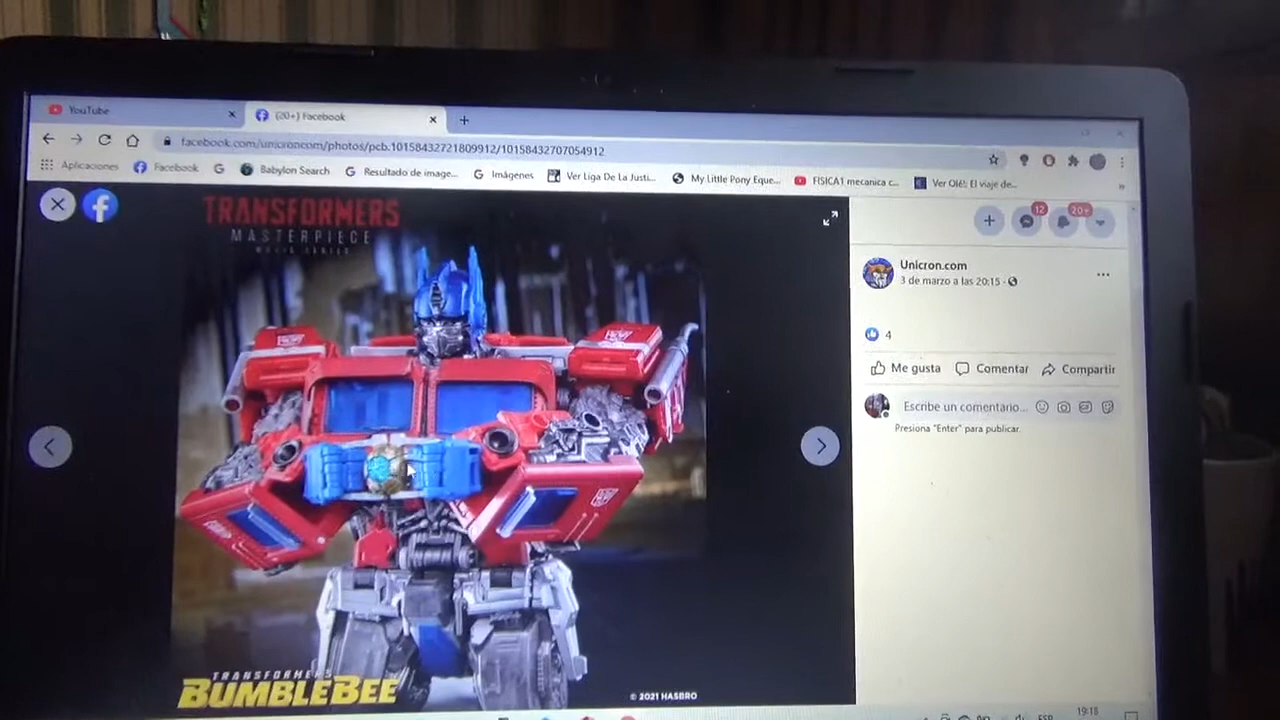 YouTube
(20+) Facebook
facebook.com/unicroncom/photos/pcb.10158432721809912/10158432707054912
Aplicaciones
Facebook
Babylon Search
Resultado de image...
Imágenes
Ver Liga De La Justi...
My Little Pony Eque...
FISICA1 mecanica c...
Ver Olé!: El viaje de...
TRANSFORMERS
MASTERPIECE
MOVIE SERIES
12
20+
Unicron.com
3 de marzo a las 20:15 ·
4
Me gusta
Comentar
Compartir
Escribe un comentario...
Presiona "Enter" para publicar.
TRANSFORMERS
BUMBLEBEE
© 2021 HASBRO
ESP
19:18